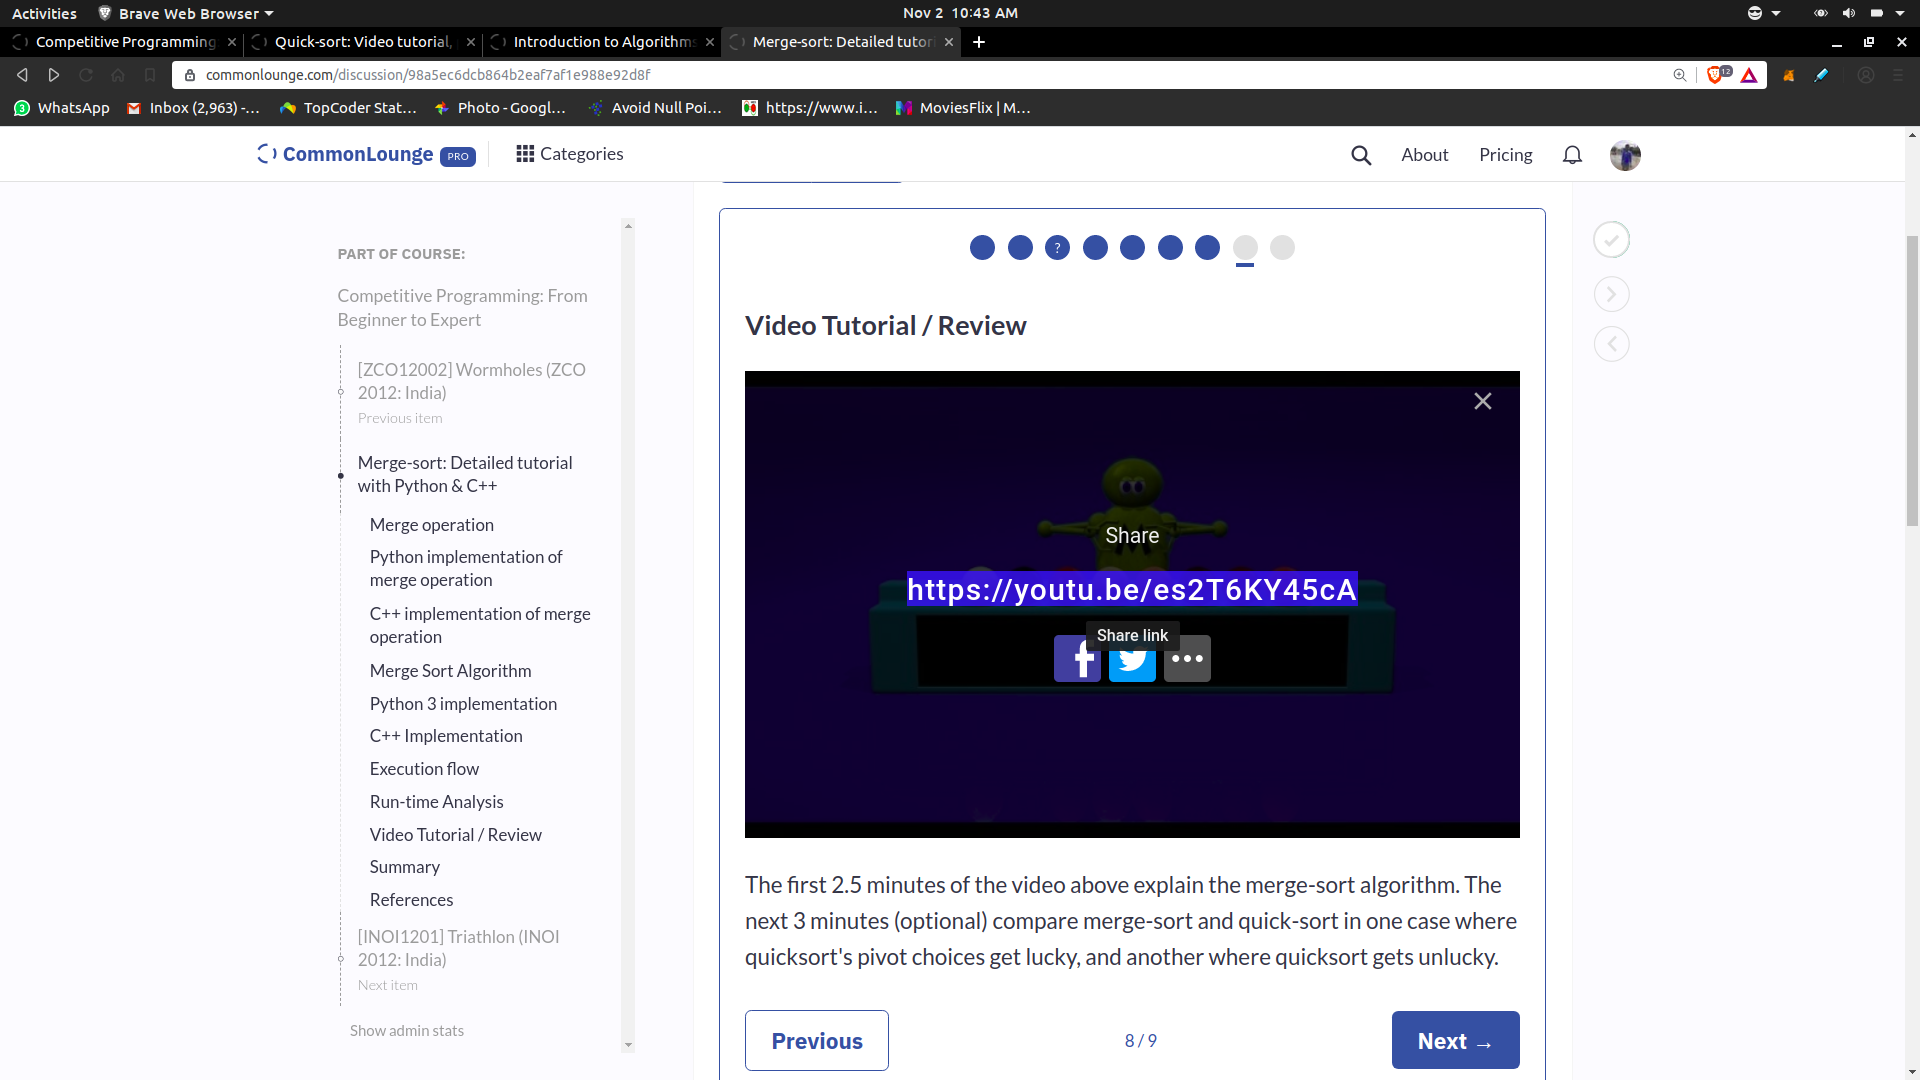 Activities
Brave Web Browser
Nov 2 10:43 AM
Competitive Programming
Quick-sort: Video tutorial,
Introduction to Algorithms
Merge-sort: Detailed tutori
commonlounge.com/discussion/98a5ec6dcb864b2eaf7af1e988e92d8f
12
WhatsApp
Inbox (2,963) -...
TopCoder Stat...
Photo - Googl...
Avoid Null Poi...
https://www.i...
MoviesFlix | M...
CommonLounge PRO
Categories
About
Pricing
PART OF COURSE:
Competitive Programming: From
Beginner to Expert
[ZCO12002] Wormholes (ZCO
2012: India)
Previous item
Merge-sort: Detailed tutorial
with Python & C++
Merge operation
Python implementation of
merge operation
C++ implementation of merge
operation
Merge Sort Algorithm
Python 3 implementation
C++ Implementation
Execution flow
Run-time Analysis
Video Tutorial / Review
Summary
References
[INOI1201] Triathlon (INOI
2012: India)
Next item
Show admin stats
?
Video Tutorial / Review
Share
https://youtu.be/es2T6KY45cA
Share link
The first 2.5 minutes of the video above explain the merge-sort algorithm. The
next 3 minutes (optional) compare merge-sort and quick-sort in one case where
quicksort's pivot choices get lucky, and another where quicksort gets unlucky.
Previous
8 / 9
Next →